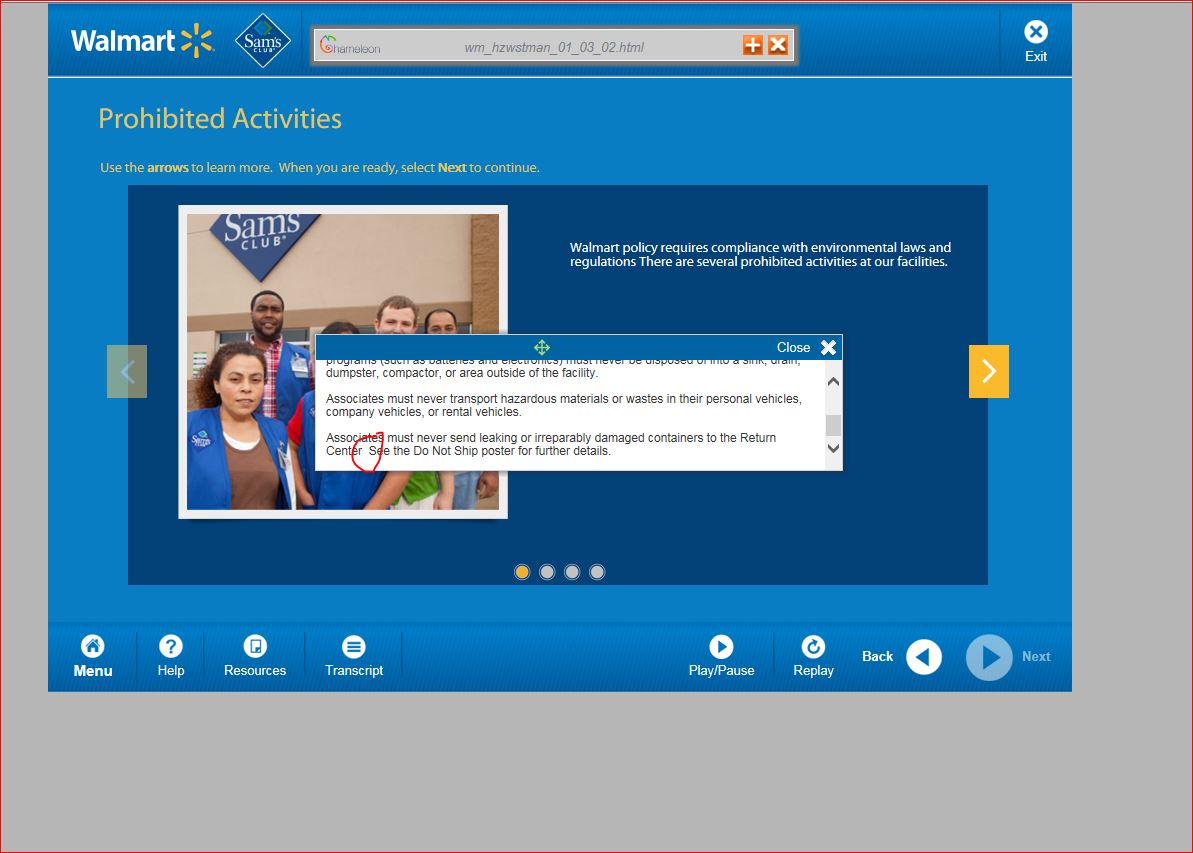 Walmart
Sam's
CLUB
Chameleon
wm_hzwstman_01_03_02.html
Exit
Prohibited Activities
Use the arrows to learn more. When you are ready, select Next to continue.
Sam's
CLUB
Walmart policy requires compliance with environmental laws and
regulations There are several prohibited activities at our facilities.
Close
programs (such as batteries and electronics) must never be disposed of into a sink, drain,
dumpster, compactor, or area outside of the facility.
Associates must never transport hazardous materials or wastes in their personal vehicles,
company vehicles, or rental vehicles.
Associates must never send leaking or irreparably damaged containers to the Return
Center  See the Do Not Ship poster for further details.
Sam's
Menu
Help
Resources
Transcript
Play/Pause
Replay
Back
Next